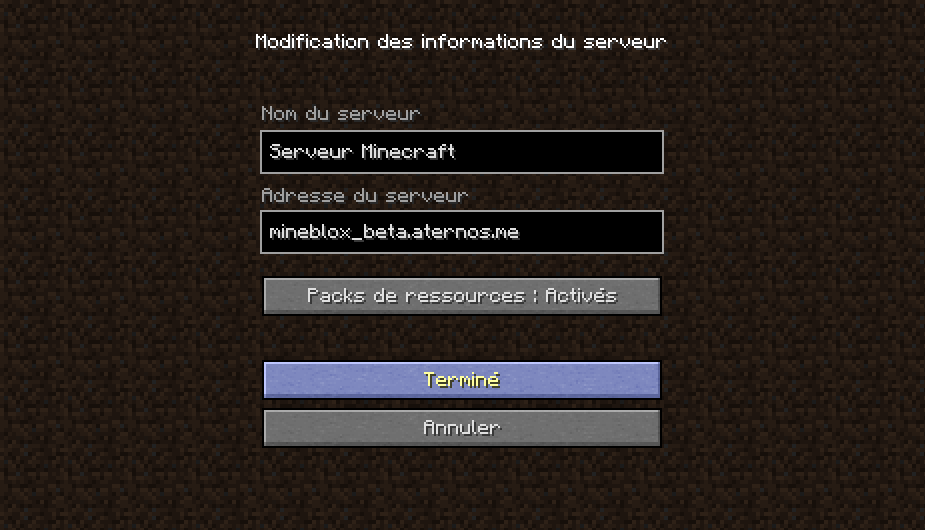 Modification des informations du serveur
Nom du serveur
Serveur Minecraft
Adresse du serveur
mineblox_beta.aternos.me
Packs de ressources : Activés
Terminé
Annuler